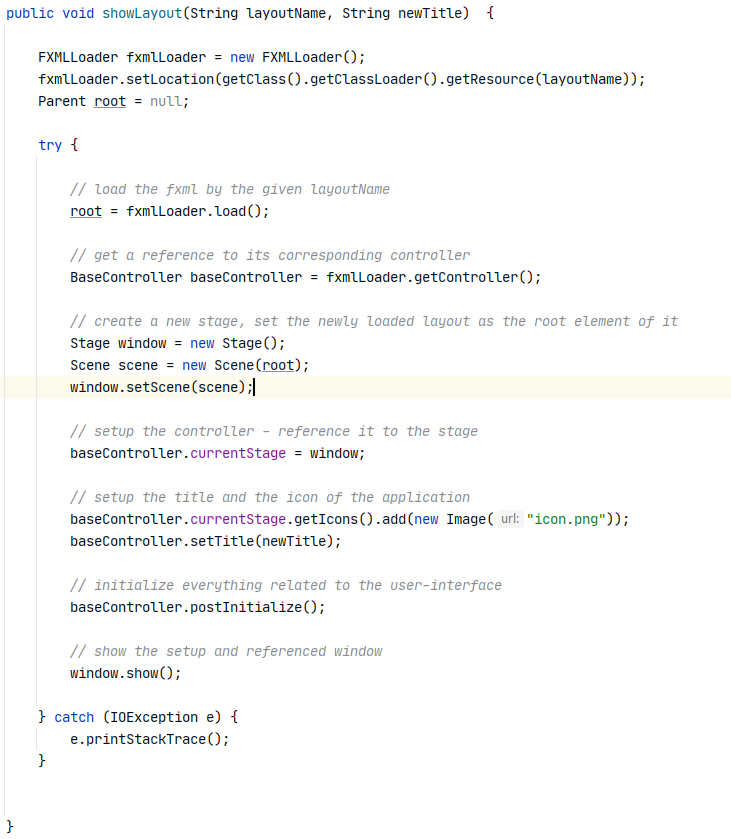 public void showLayout(String layoutName, String newTitle)  {
FXMLLoader fxmlLoader = new FXMLLoader();
fxmlLoader.setLocation(getClass().getClassLoader().getResource(layoutName));
Parent root = null;
try {
// load the fxml by the given layoutName
root = fxmlLoader.load();
// get a reference to its corresponding controller
BaseController baseController = fxmlLoader.getController();
// create a new stage, set the newly loaded layout as the root element of it
Stage window = new Stage();
Scene scene = new Scene(root);
window.setScene(scene);
// setup the controller - reference it to the stage
baseController.currentStage = window;
// setup the title and the icon of the application
baseController.currentStage.getIcons().add(new Image( url: "icon.png"));
baseController.setTitle(newTitle);
// initialize everything related to the user-interface
baseController.postInitialize();
// show the setup and referenced window
window.show();
} catch (IOException e) {
e.printStackTrace();
}
}